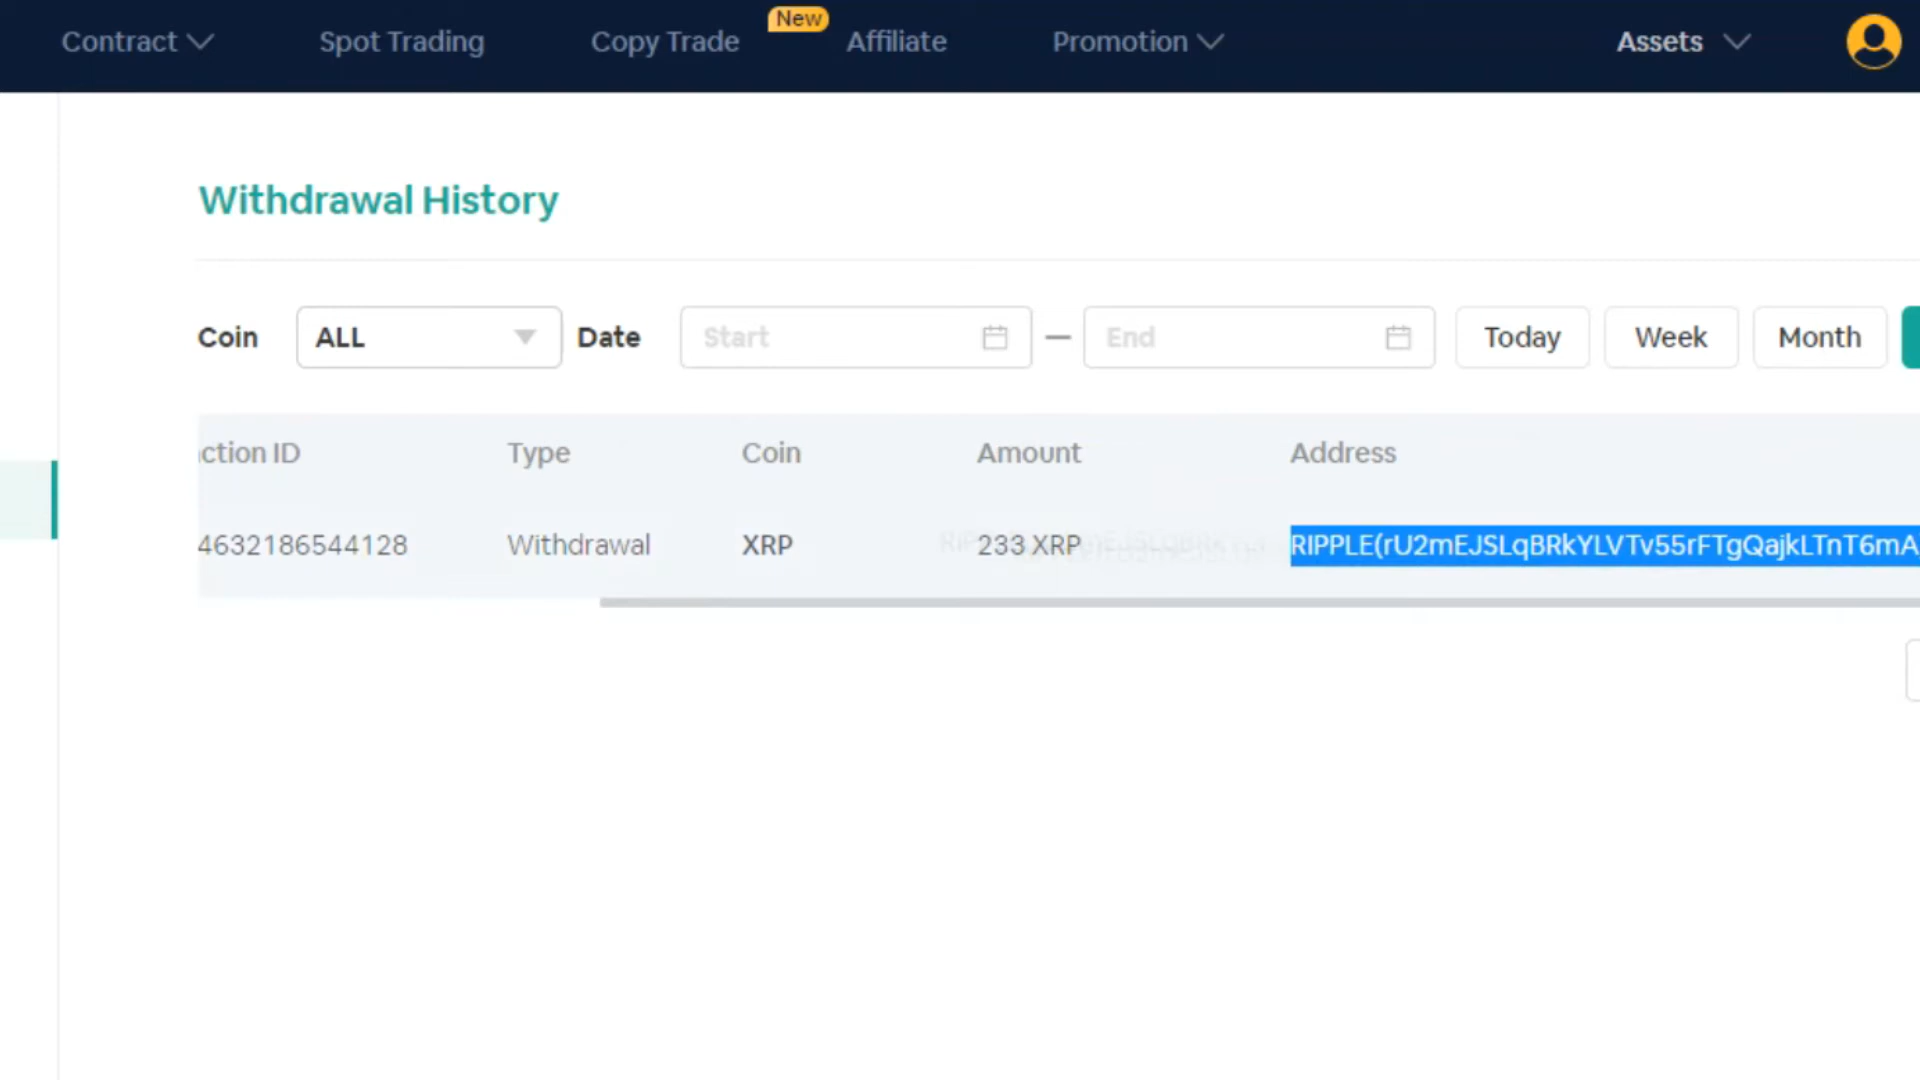 New
Contract Spot Trading Copy Trade Affiliate Promotion Assets
Withdrawal History
Coin ALL Date Start — End Today Week Month
ction ID Type Coin Amount Address
4632186544128 Withdrawal XRP 233 XRP RIPPLE(rU2mEJSLqBRkYLVTv55rFTgQajkLTnT6mA